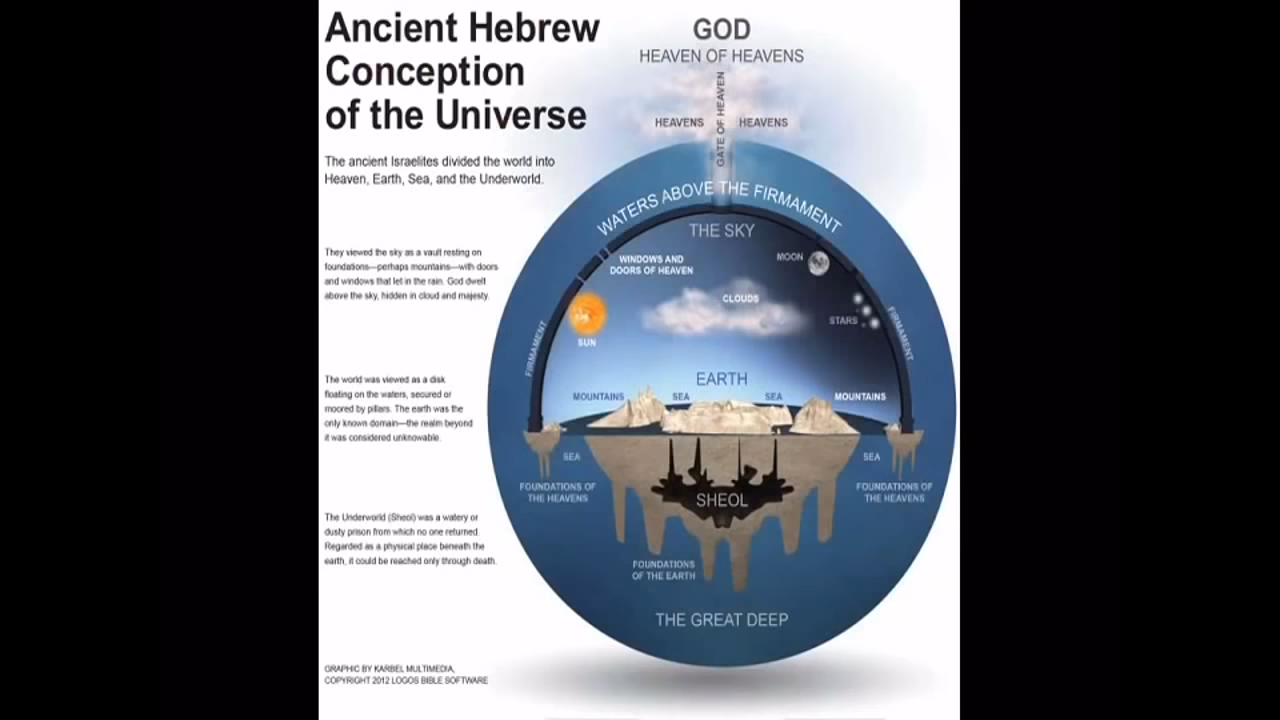 Ancient Hebrew
Conception
of the Universe
The ancient Israelites divided the world into
Heaven, Earth, Sea, and the Underworld.
They viewed the sky as a vault resting on
foundations—perhaps mountains—with doors
and windows that let in the rain. God dwelt
above the sky, hidden in cloud and majesty.
The world was viewed as a disk
floating on the waters, secured or
moored by pillars. The earth was the
only known domain—the realm beyond
it was considered unknowable.
The Underworld (Sheol) was a watery or
dusty prison from which no one returned.
Regarded as a physical place beneath the
earth, it could be reached only through death.
GRAPHIC BY KARBEL MULTIMEDIA,
COPYRIGHT 2012 LOGOS BIBLE SOFTWARE
GOD
HEAVEN OF HEAVENS
GATE OF HEAVEN
HEAVENS
HEAVENS
WATERS ABOVE THE FIRMAMENT
THE SKY
WINDOWS AND
DOORS OF HEAVEN
MOON
CLOUDS
STARS
SUN
FIRMAMENT
FIRMAMENT
EARTH
MOUNTAINS
SEA
SEA
MOUNTAINS
SEA
SEA
FOUNDATIONS OF
THE HEAVENS
SHEOL
FOUNDATIONS OF
THE HEAVENS
FOUNDATIONS
OF THE EARTH
THE GREAT DEEP